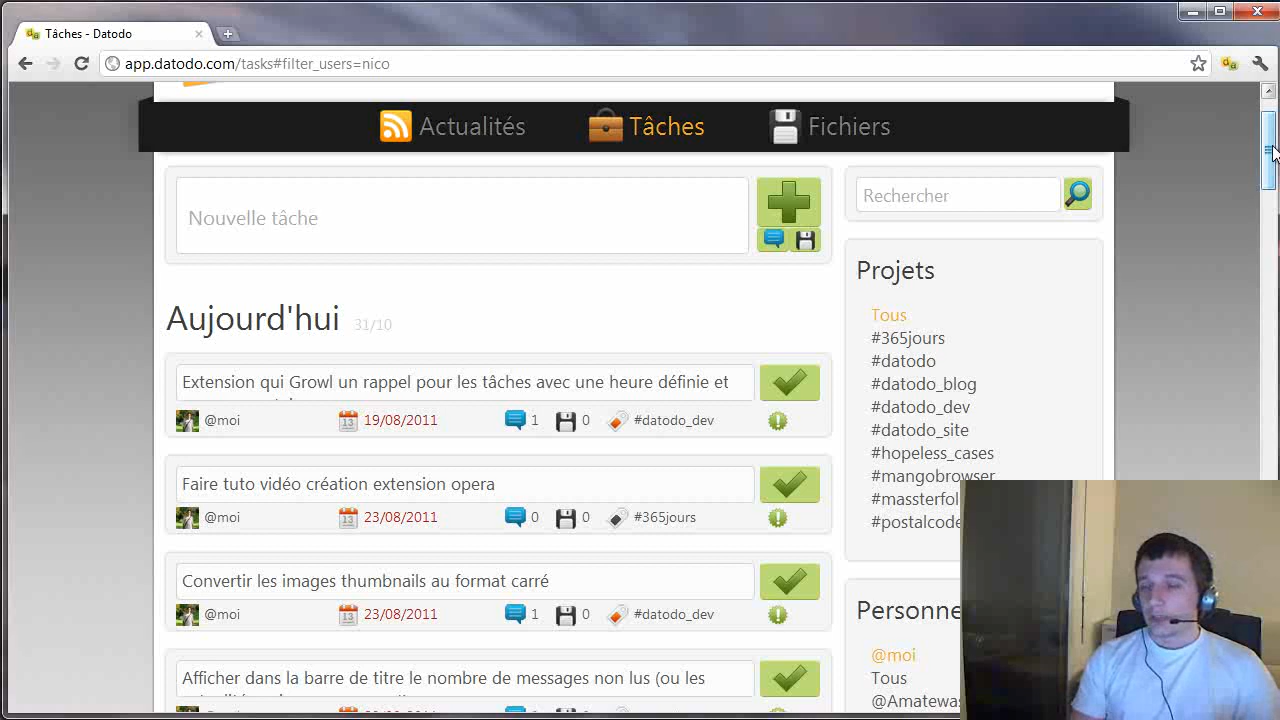 Tâches - Datodo
app.datodo.com/tasks#filter_users=nico
Actualités
Tâches
Fichiers
Nouvelle tâche
Rechercher
Aujourd'hui 31/10
Extension qui Growl un rappel pour les tâches avec une heure définie et
@moi 19/08/2011 1 0 #datodo_dev
Faire tuto vidéo création extension opera
@moi 23/08/2011 0 0 #365jours
Convertir les images thumbnails au format carré
@moi 23/08/2011 1 0 #datodo_dev
Afficher dans la barre de titre le nombre de messages non lus (ou les
Projets
Tous
#365jours
#datodo
#datodo_blog
#datodo_dev
#datodo_site
#hopeless_cases
#mangobrowser
#massterfol
#postalcode
Personne
@moi
Tous
@Amatewas